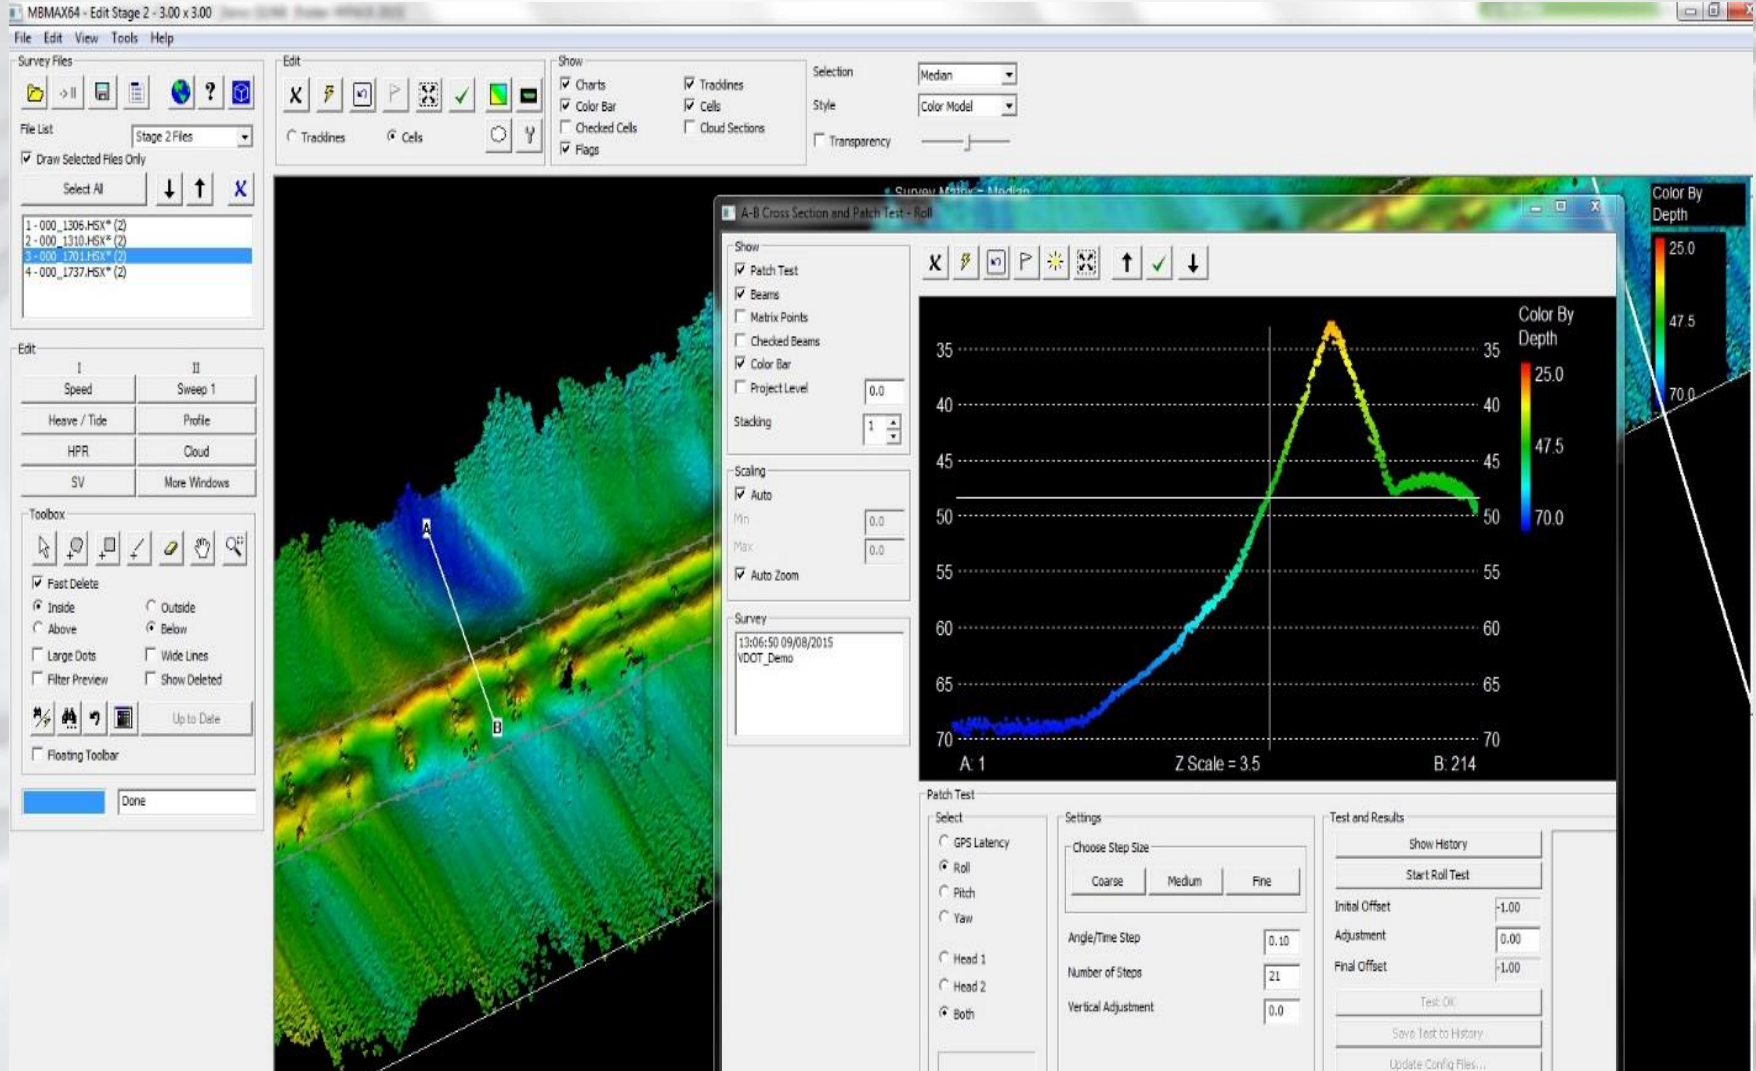 MBMAX64 - Edit Stage 2 - 3.00 x 3.00
File Edit View Tools Help
Survey Files
File List
Stage 2 Files
Draw Selected Files Only
Select All
X
1 - 000_1306.HSX* (2)
2 - 000_1310.HSX* (2)
3 - 000_1701.HSX* (2)
4 - 000_1737.HSX* (2)
Edit
I II
Speed Sweep 1
Heave / Tide Profile
HPR Cloud
SV More Windows
Toolbox
Fast Delete
Inside Outside
Above Below
Large Dots Wide Lines
Filter Preview Show Deleted
Up to Date
Floating Toolbar
Done
Edit
X
Tracklines Cells
Show
Charts Tracklines
Color Bar Cells
Checked Cells Cloud Sections
Flags
Selection Median
Style Color Model
Transparency
Survey Matrix = Median
Color By
Depth
25.0
47.5
70.0
A
B
A-B Cross Section and Patch Test - Roll
Show
Patch Test
Beams
Matrix Points
Checked Beams
Color Bar
Project Level 0.0
Stacking 1
Scaling
Auto
Min 0.0
Max 0.0
Auto Zoom
Survey
13:06:50 09/08/2015
VDOT_Demo
X
35 35
40 40
45 45
50 50
55 55
60 60
65 65
70 70
A: 1 Z Scale = 3.5 B: 214
Color By
Depth
25.0
47.5
70.0
Patch Test
Select
GPS Latency
Roll
Pitch
Yaw
Head 1
Head 2
Both
Settings
Choose Step Size
Coarse Medium Fine
Angle/Time Step 0.10
Number of Steps 21
Vertical Adjustment 0.0
Test and Results
Show History
Start Roll Test
Initial Offset -1.00
Adjustment 0.00
Final Offset -1.00
Test OK
Save Test to History
Update Config Files...